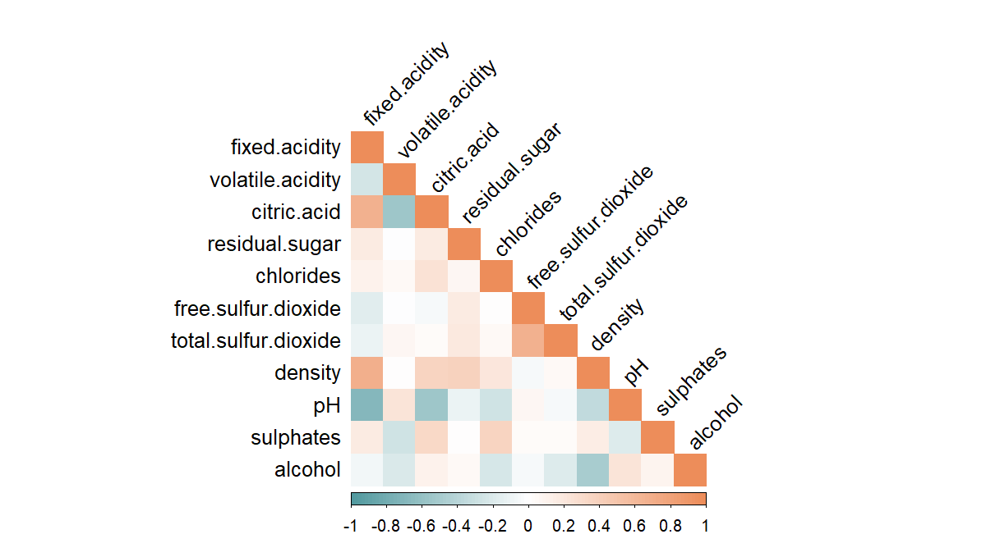 fixed.acidity
volatile.acidity
citric.acid
residual.sugar
chlorides
free.sulfur.dioxide
total.sulfur.dioxide
density
pH
sulphates
alcohol
fixed.acidity
volatile.acidity
citric.acid
residual.sugar
chlorides
free.sulfur.dioxide
total.sulfur.dioxide
density
pH
sulphates
alcohol
-1 -0.8 -0.6 -0.4 -0.2 0 0.2 0.4 0.6 0.8 1